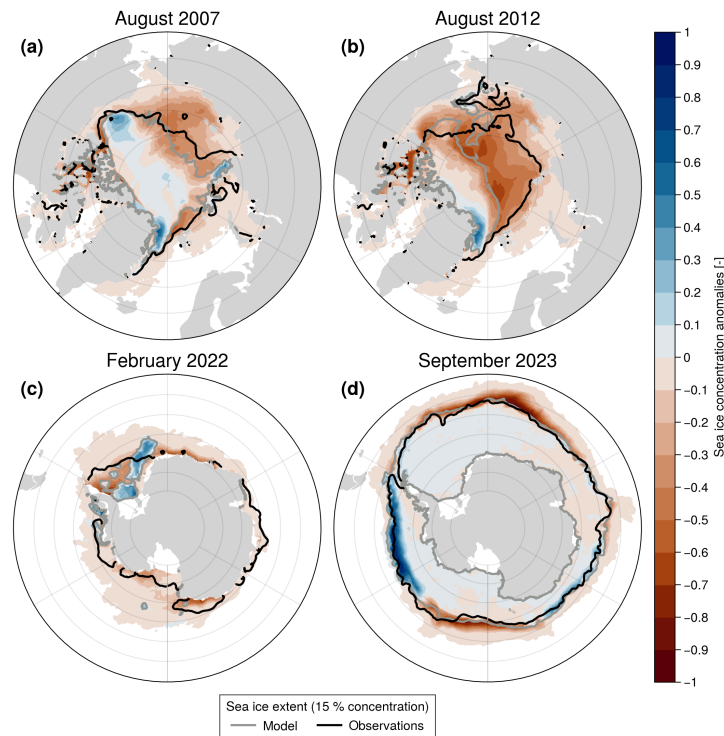 August 2007
August 2012
(a)
(b)
February 2022
September 2023
(c)
(d)
1
0.9
0.8
0.7
0.6
0.5
0.4
0.3
0.2
0.1
0
−0.1
−0.2
−0.3
−0.4
−0.5
−0.6
−0.7
−0.8
−0.9
−1
Sea ice concentration anomalies [-]
Sea ice extent (15 % concentration)
Model
Observations